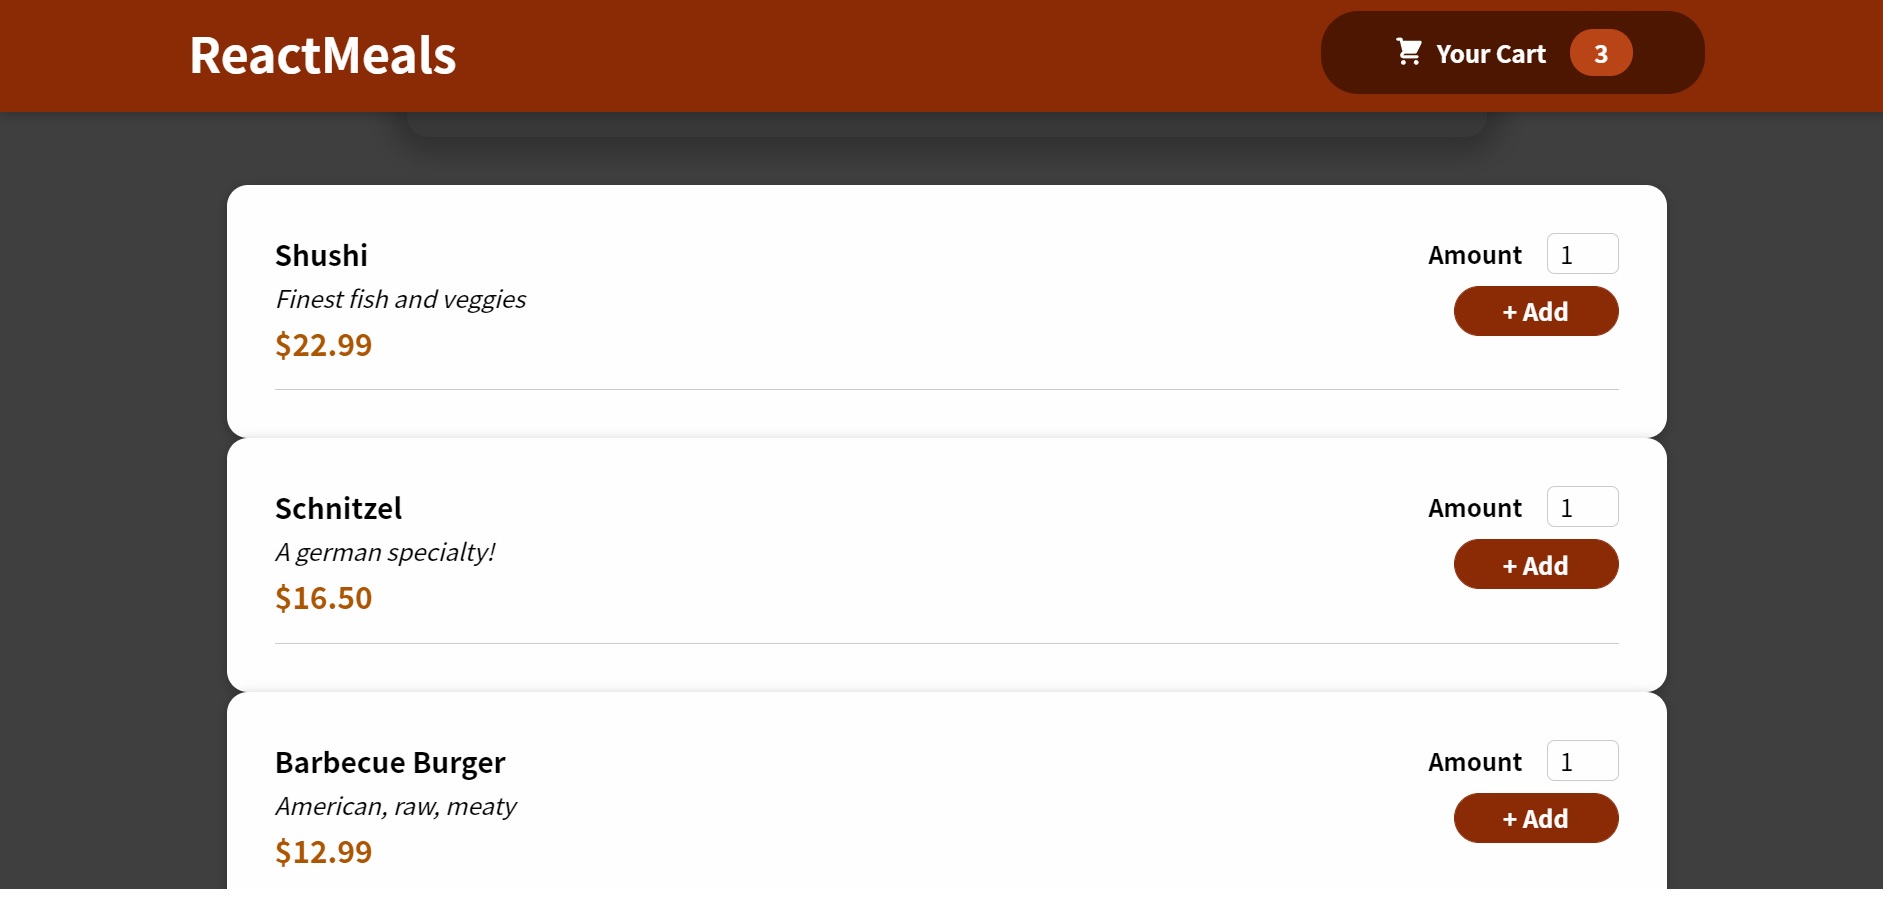 ReactMeals
Your Cart 3
Shushi
Finest fish and veggies
$22.99
Amount 1
+ Add
Schnitzel
A german specialty!
$16.50
Amount 1
+ Add
Barbecue Burger
American, raw, meaty
$12.99
Amount 1
+ Add